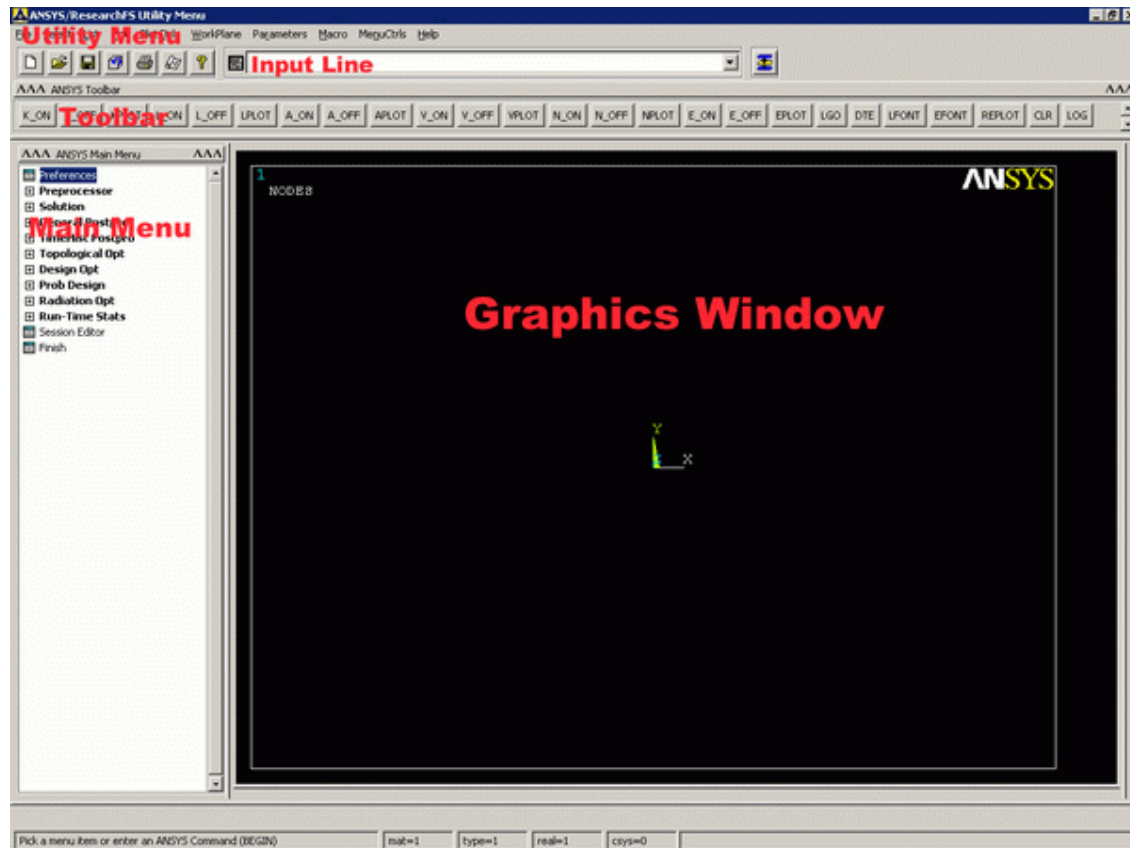 ANSYS/ResearchFS Utility Menu
Utility Menu WorkPlane Parameters Macro MenuCtrls Help
Input Line
ANSYS Toolbar
K_ON Toolbar L_OFF LPLOT A_ON A_OFF APLOT V_ON V_OFF VPLOT N_ON N_OFF NPLOT E_ON E_OFF EPLOT LGO DTE LFONT EFONT REPLOT CLR LOG
ANSYS Main Menu
Preferences
Preprocessor
Solution
Main Menu
Topological Opt
Design Opt
Prob Design
Radiation Opt
Run-Time Stats
Session Editor
Finish
1
NODES
ANSYS
Graphics Window
Y
X
Pick a menu item or enter an ANSYS Command (BEGIN) mat=1 type=1 real=1 csys=0